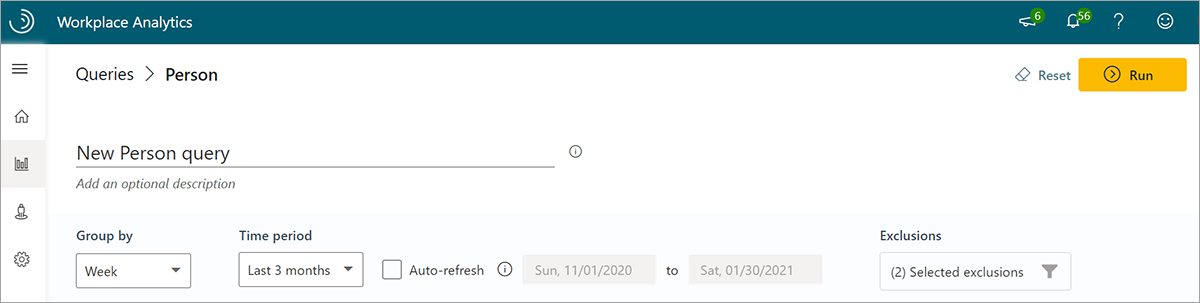 Workplace Analytics 6 56 ?
Queries > Person Reset Run
New Person query
Add an optional description
Group by Time period Exclusions
Week Last 3 months Auto-refresh Sun, 11/01/2020 to Sat, 01/30/2021 (2) Selected exclusions